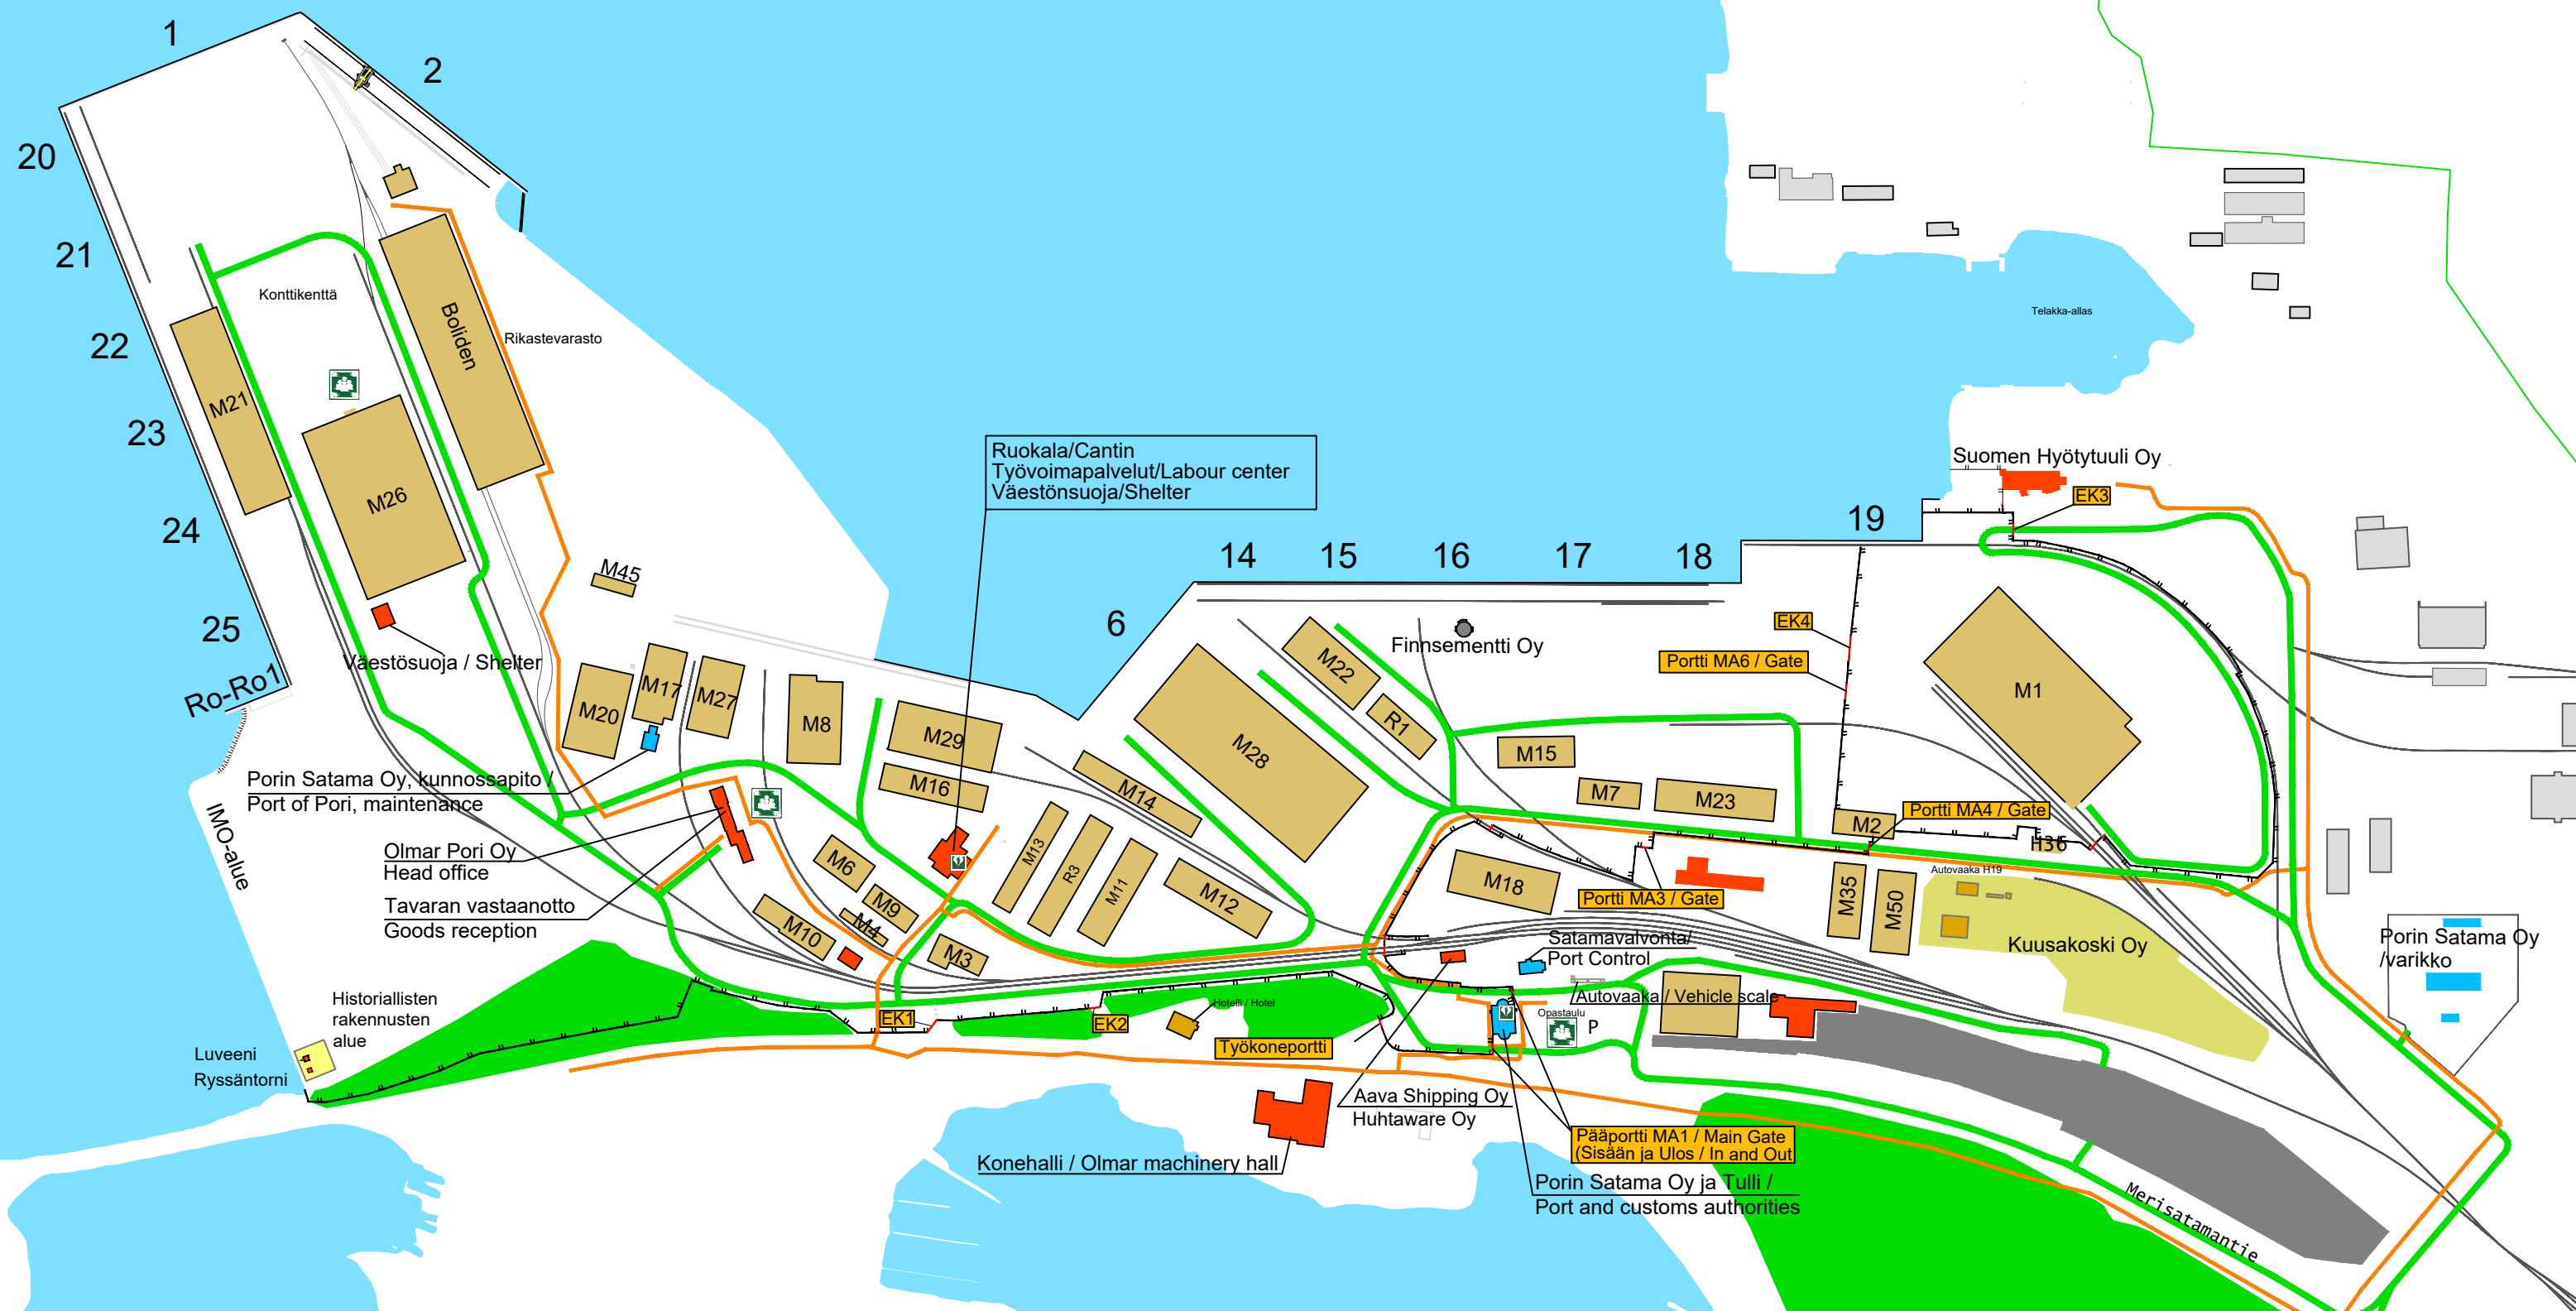 1
2
20
21
22
23
24
25
Ro-Ro1
Konttikenttä
Boliden
Rikastevarasto
M21
M26
Väestösuoja / Shelter
M45
Ruokala/Cantin
Työvoimapalvelut/Labour center
Väestönsuoja/Shelter
6
14
15
16
17
18
19
Telakka-allas
Suomen Hyötytuuli Oy
EK3
EK4
Portti MA6 / Gate
Finnsementti Oy
M20
M17
M27
M8
M29
M16
M14
M28
M22
R1
M15
M7
M23
M1
M2
Portti MA4 / Gate
H36
Porin Satama Oy, kunnossapito /
Port of Pori, maintenance
IMO-alue
Olmar Pori Oy
Head office
Tavaran vastaanotto
Goods reception
M6
M9
M4
M10
M3
M13
R3
M11
M12
M18
Portti MA3 / Gate
M35
M50
Autovaaka H19
Kuusakoski Oy
Porin Satama Oy
/varikko
Satamavalvonta/
Port Control
Autovaaka / Vehicle scale
Opastaulu
P
Historiallisten
rakennusten
alue
Luveeni
Ryssäntorni
EK1
EK2
Hotelli / Hotel
Työkoneportti
Aava Shipping Oy
Huhtaware Oy
Konehalli / Olmar machinery hall
Pääportti MA1 / Main Gate
(Sisään ja Ulos / In and Out
Porin Satama Oy ja Tulli /
Port and customs authorities
Merisatamantie